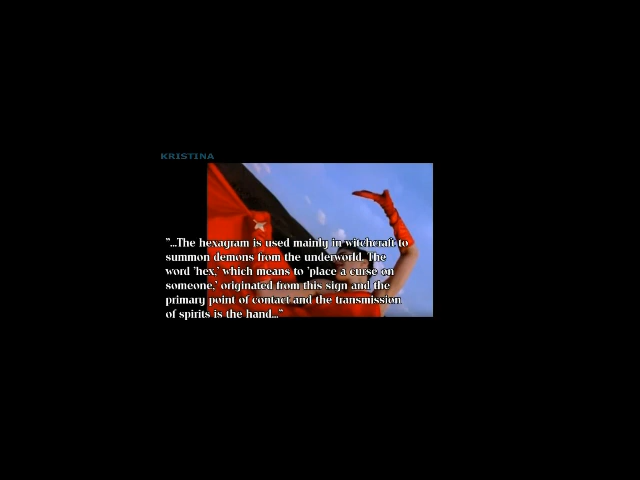 KRISTINA
"...The hexagram is used mainly in witchcraft to
summon demons from the underworld. The
word 'hex,' which means to 'place a curse on
someone,' originated from this sign and the
primary point of contact and the transmission
of spirits is the hand..."